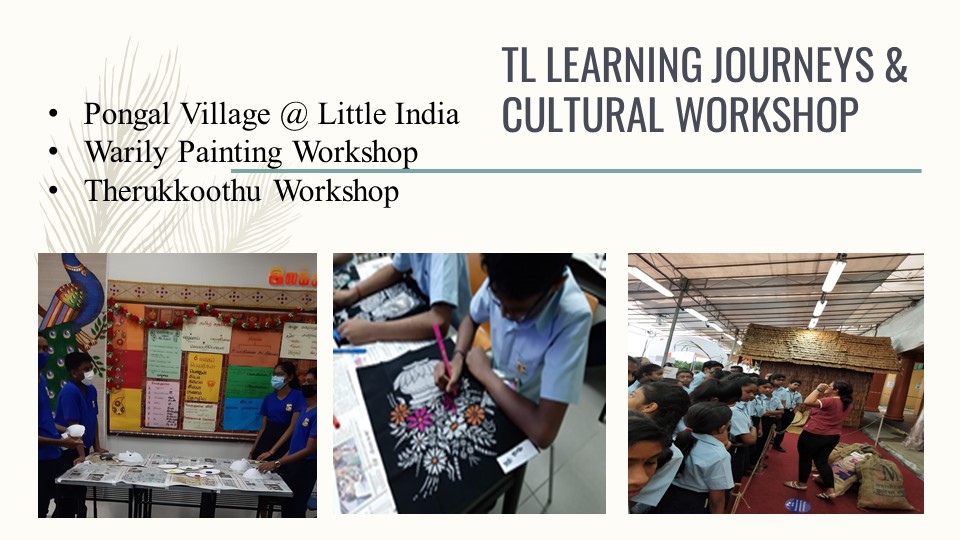 TL LEARNING JOURNEYS &
CULTURAL WORKSHOP
• Pongal Village @ Little India
• Warily Painting Workshop
• Therukkoothu Workshop